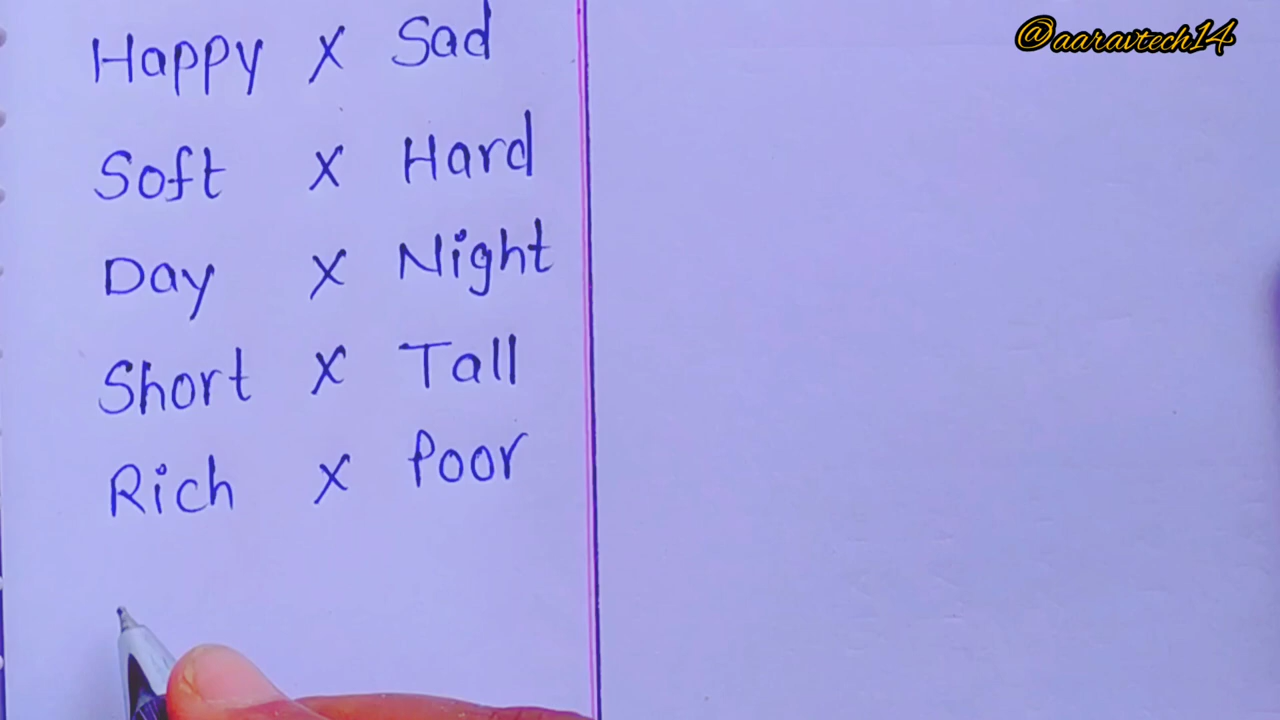 @aaravtech14
Happy X Sad
Soft X Hard
Day X Night
Short X Tall
Rich X Poor